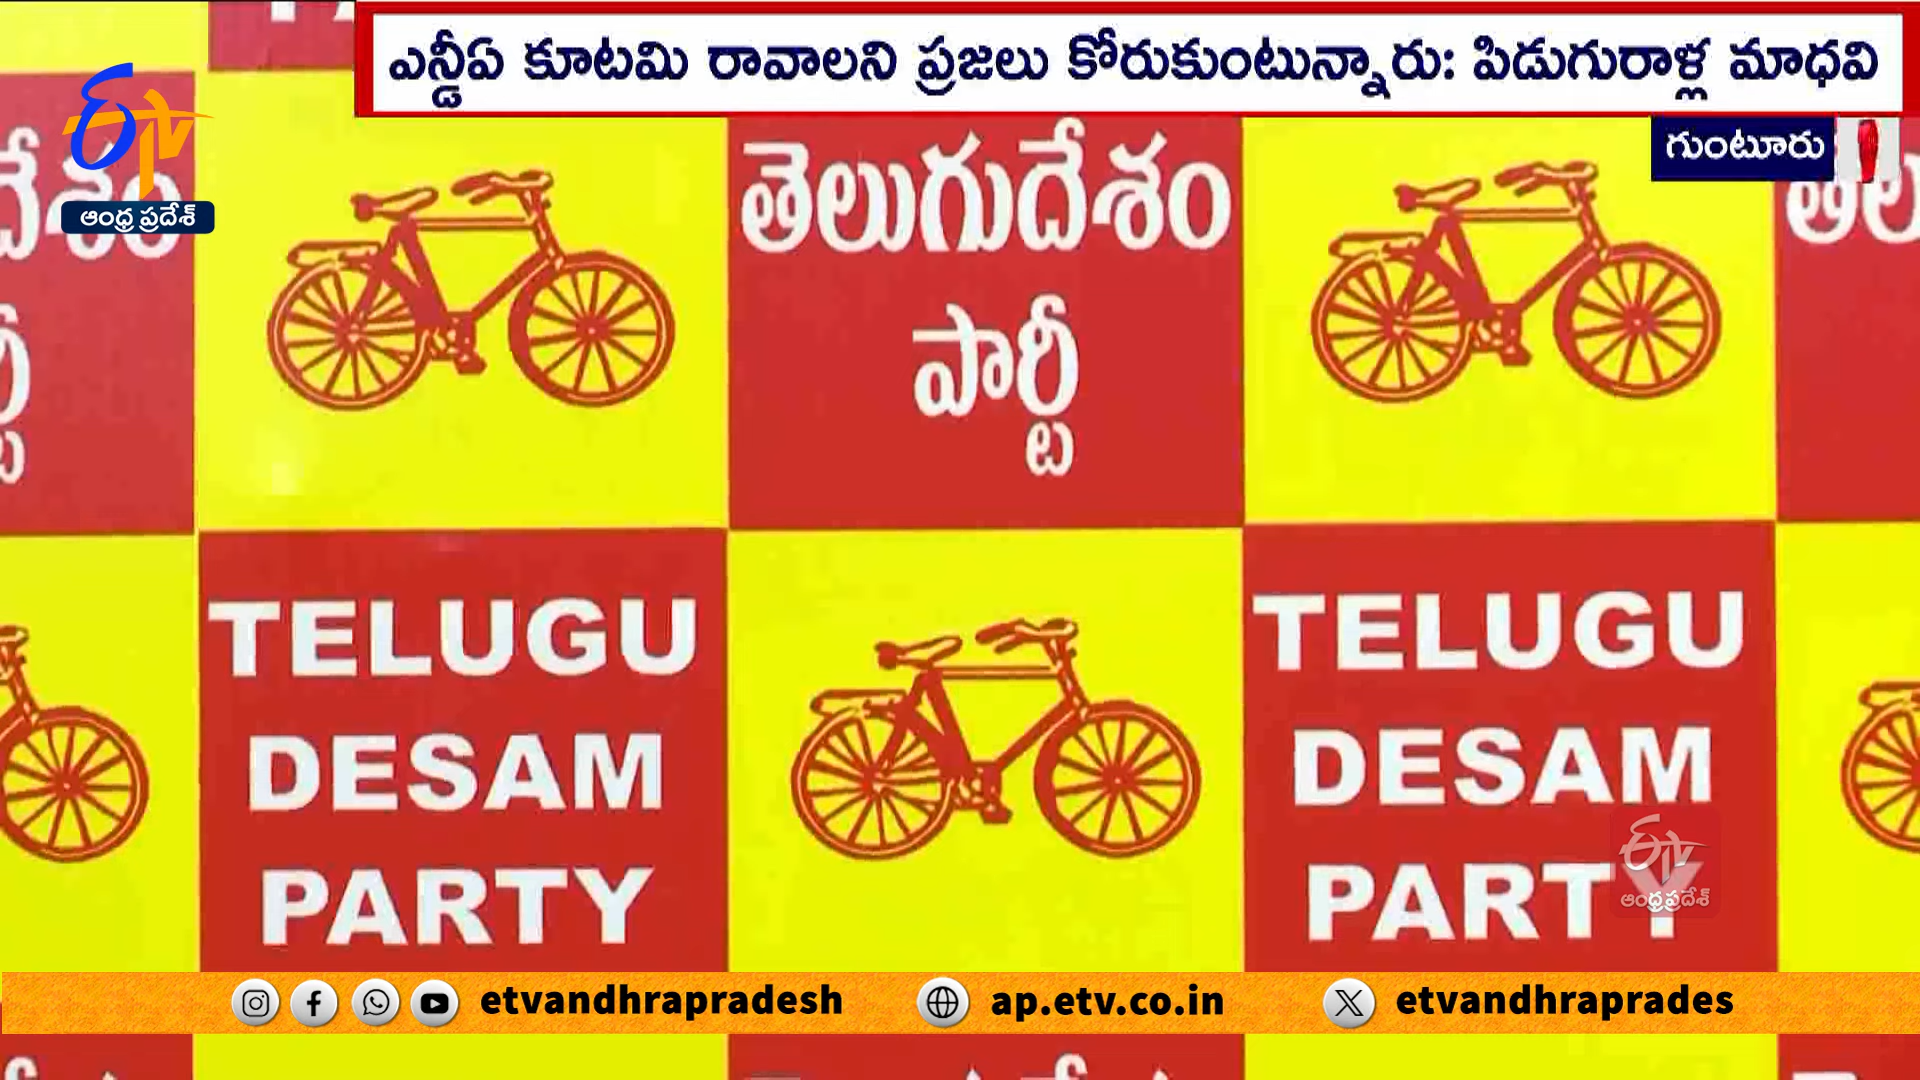 ఎన్డీఏ కూటమి రావాలని ప్రజలు కోరుకుంటున్నారు: పిడుగురాళ్ల మాధవి
గుంటూరు
ETV
ఆంధ్ర ప్రదేశ్
దేశం
తెలుగుదేశం
పార్టీ
తెలు
TELUGU
DESAM
PARTY
TELUGU
DESAM
PARTY
ఆంధ్రప్రదేశ్
etvandhrapradesh
ap.etv.co.in
etvandhraprades